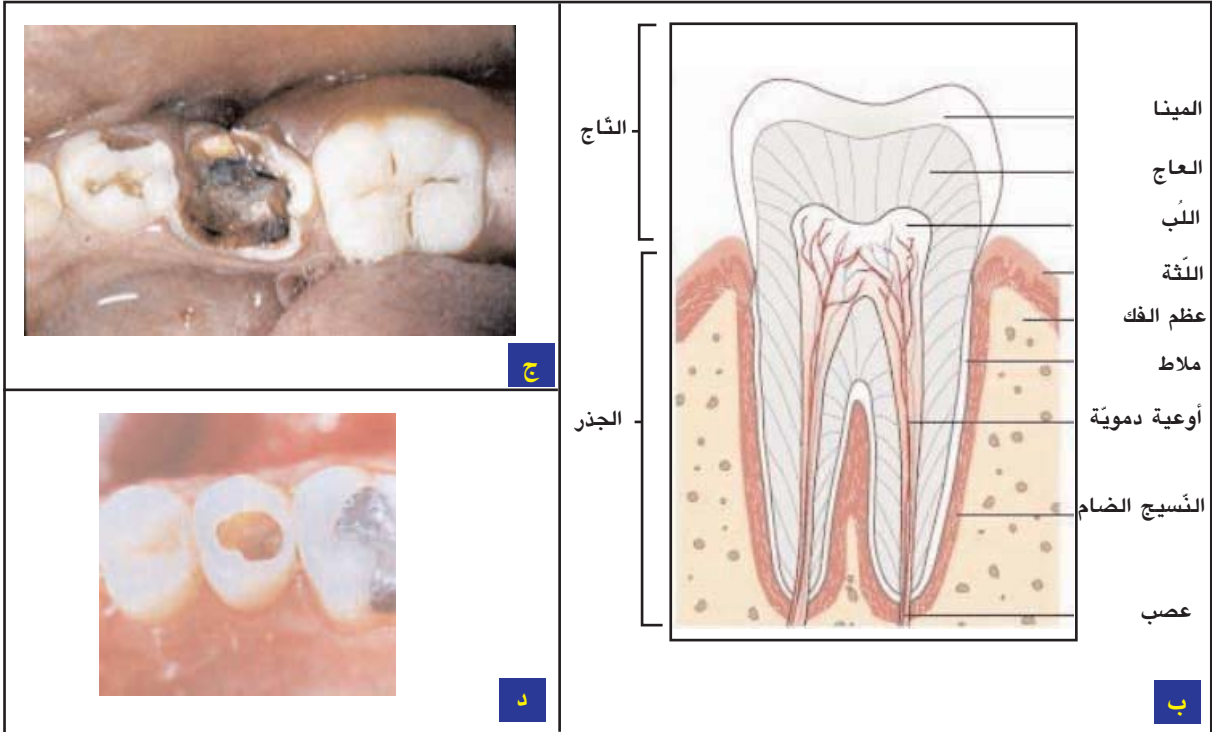 المينا
العاج
اللُب
اللّثة
عظم الفك
ملاط
أوعية دمويّة
النّسيج الضام
عصب
التّاج
الجذر
ب
ج
د